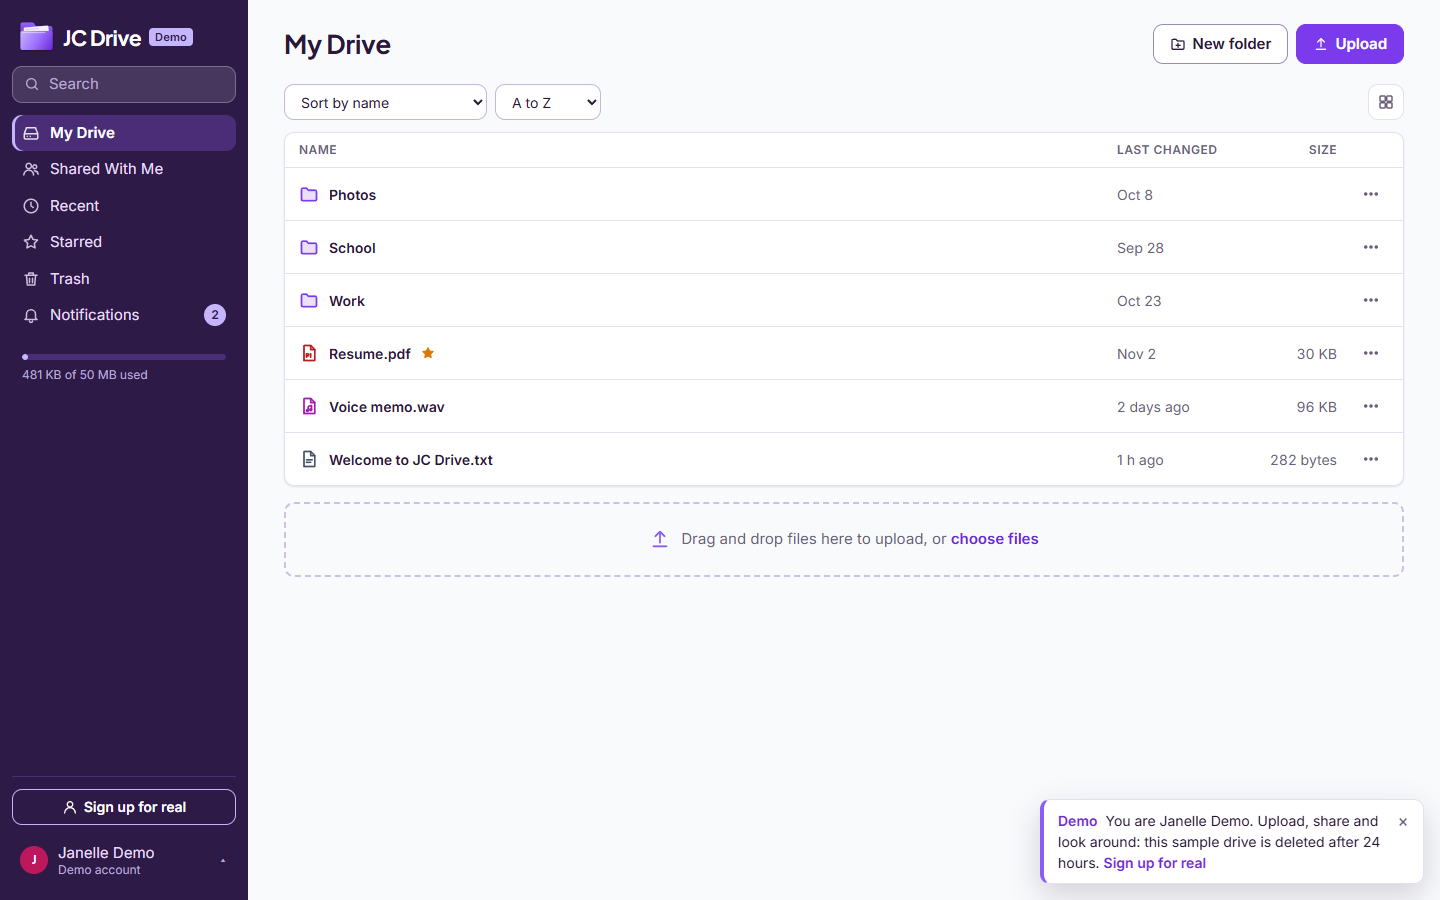 JC Drive Demo
Search
My Drive
Shared With Me
Recent
Starred
Trash
Notifications 2
481 KB of 50 MB used
Sign up for real
J Janelle Demo
Demo account
My Drive
New folder Upload
Sort by name A to Z
NAME LAST CHANGED SIZE
Photos Oct 8
School Sep 28
Work Oct 23
Resume.pdf Nov 2 30 KB
Voice memo.wav 2 days ago 96 KB
Welcome to JC Drive.txt 1 h ago 282 bytes
Drag and drop files here to upload, or choose files
Demo You are Janelle Demo. Upload, share and
look around: this sample drive is deleted after 24
hours. Sign up for real